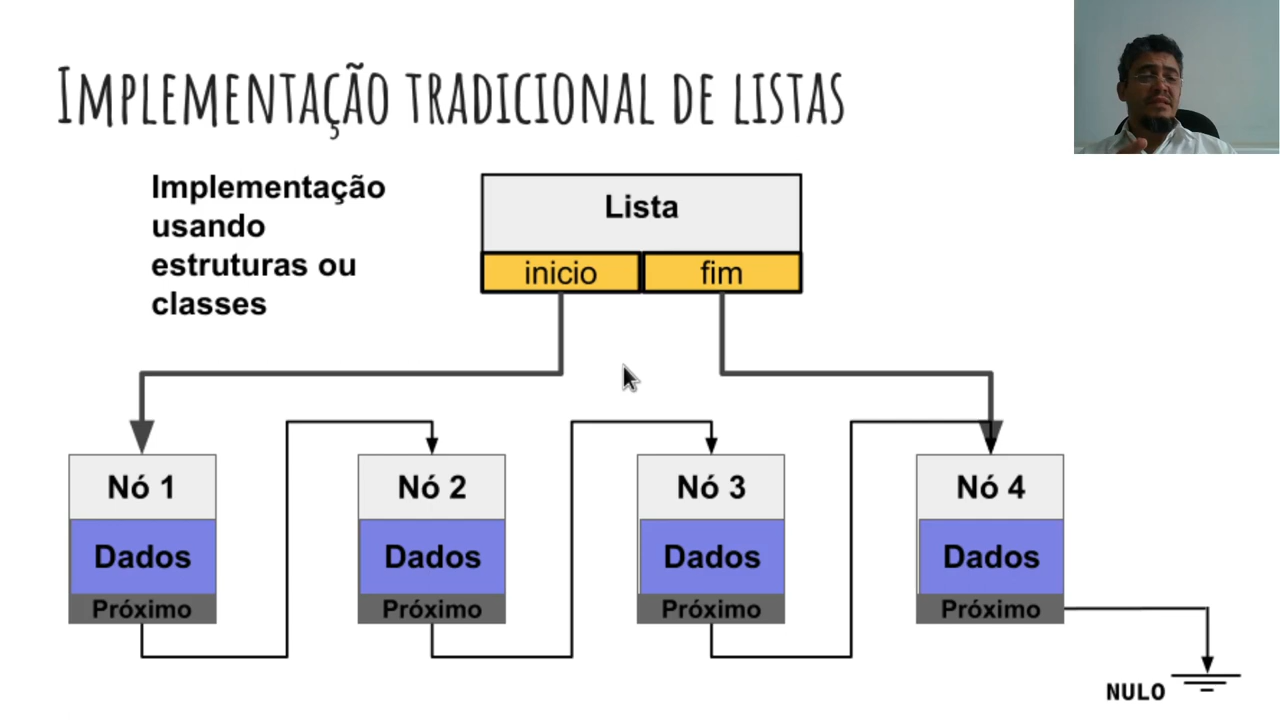 Implementação tradicional de listas
Implementação
usando
estruturas ou
classes
Lista
inicio fim
Nó 1 Nó 2 Nó 3 Nó 4
Dados Dados Dados Dados
Próximo Próximo Próximo Próximo
NULO